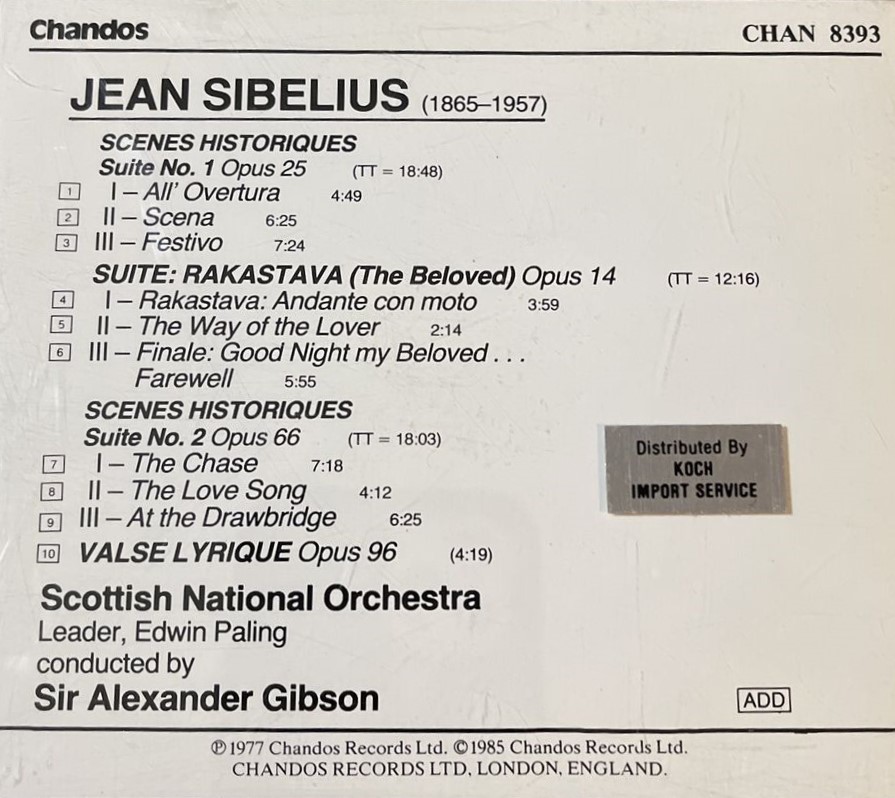 Chandos CHAN 8393
JEAN SIBELIUS (1865–1957)
SCENES HISTORIQUES
Suite No. 1 Opus 25 (TT = 18:48)
1 I – All' Overtura 4:49
2 II – Scena 6:25
3 III – Festivo 7:24
SUITE: RAKASTAVA (The Beloved) Opus 14 (TT = 12:16)
4 I – Rakastava: Andante con moto 3:59
5 II – The Way of the Lover 2:14
6 III – Finale: Good Night my Beloved . . .
Farewell 5:55
SCENES HISTORIQUES
Suite No. 2 Opus 66 (TT = 18:03)
7 I – The Chase 7:18
8 II – The Love Song 4:12
9 III – At the Drawbridge 6:25
10 VALSE LYRIQUE Opus 96 (4:19)
Distributed By
KOCH
IMPORT SERVICE
Scottish National Orchestra
Leader, Edwin Paling
conducted by
Sir Alexander Gibson
ADD
℗1977 Chandos Records Ltd. ©1985 Chandos Records Ltd.
CHANDOS RECORDS LTD, LONDON, ENGLAND.